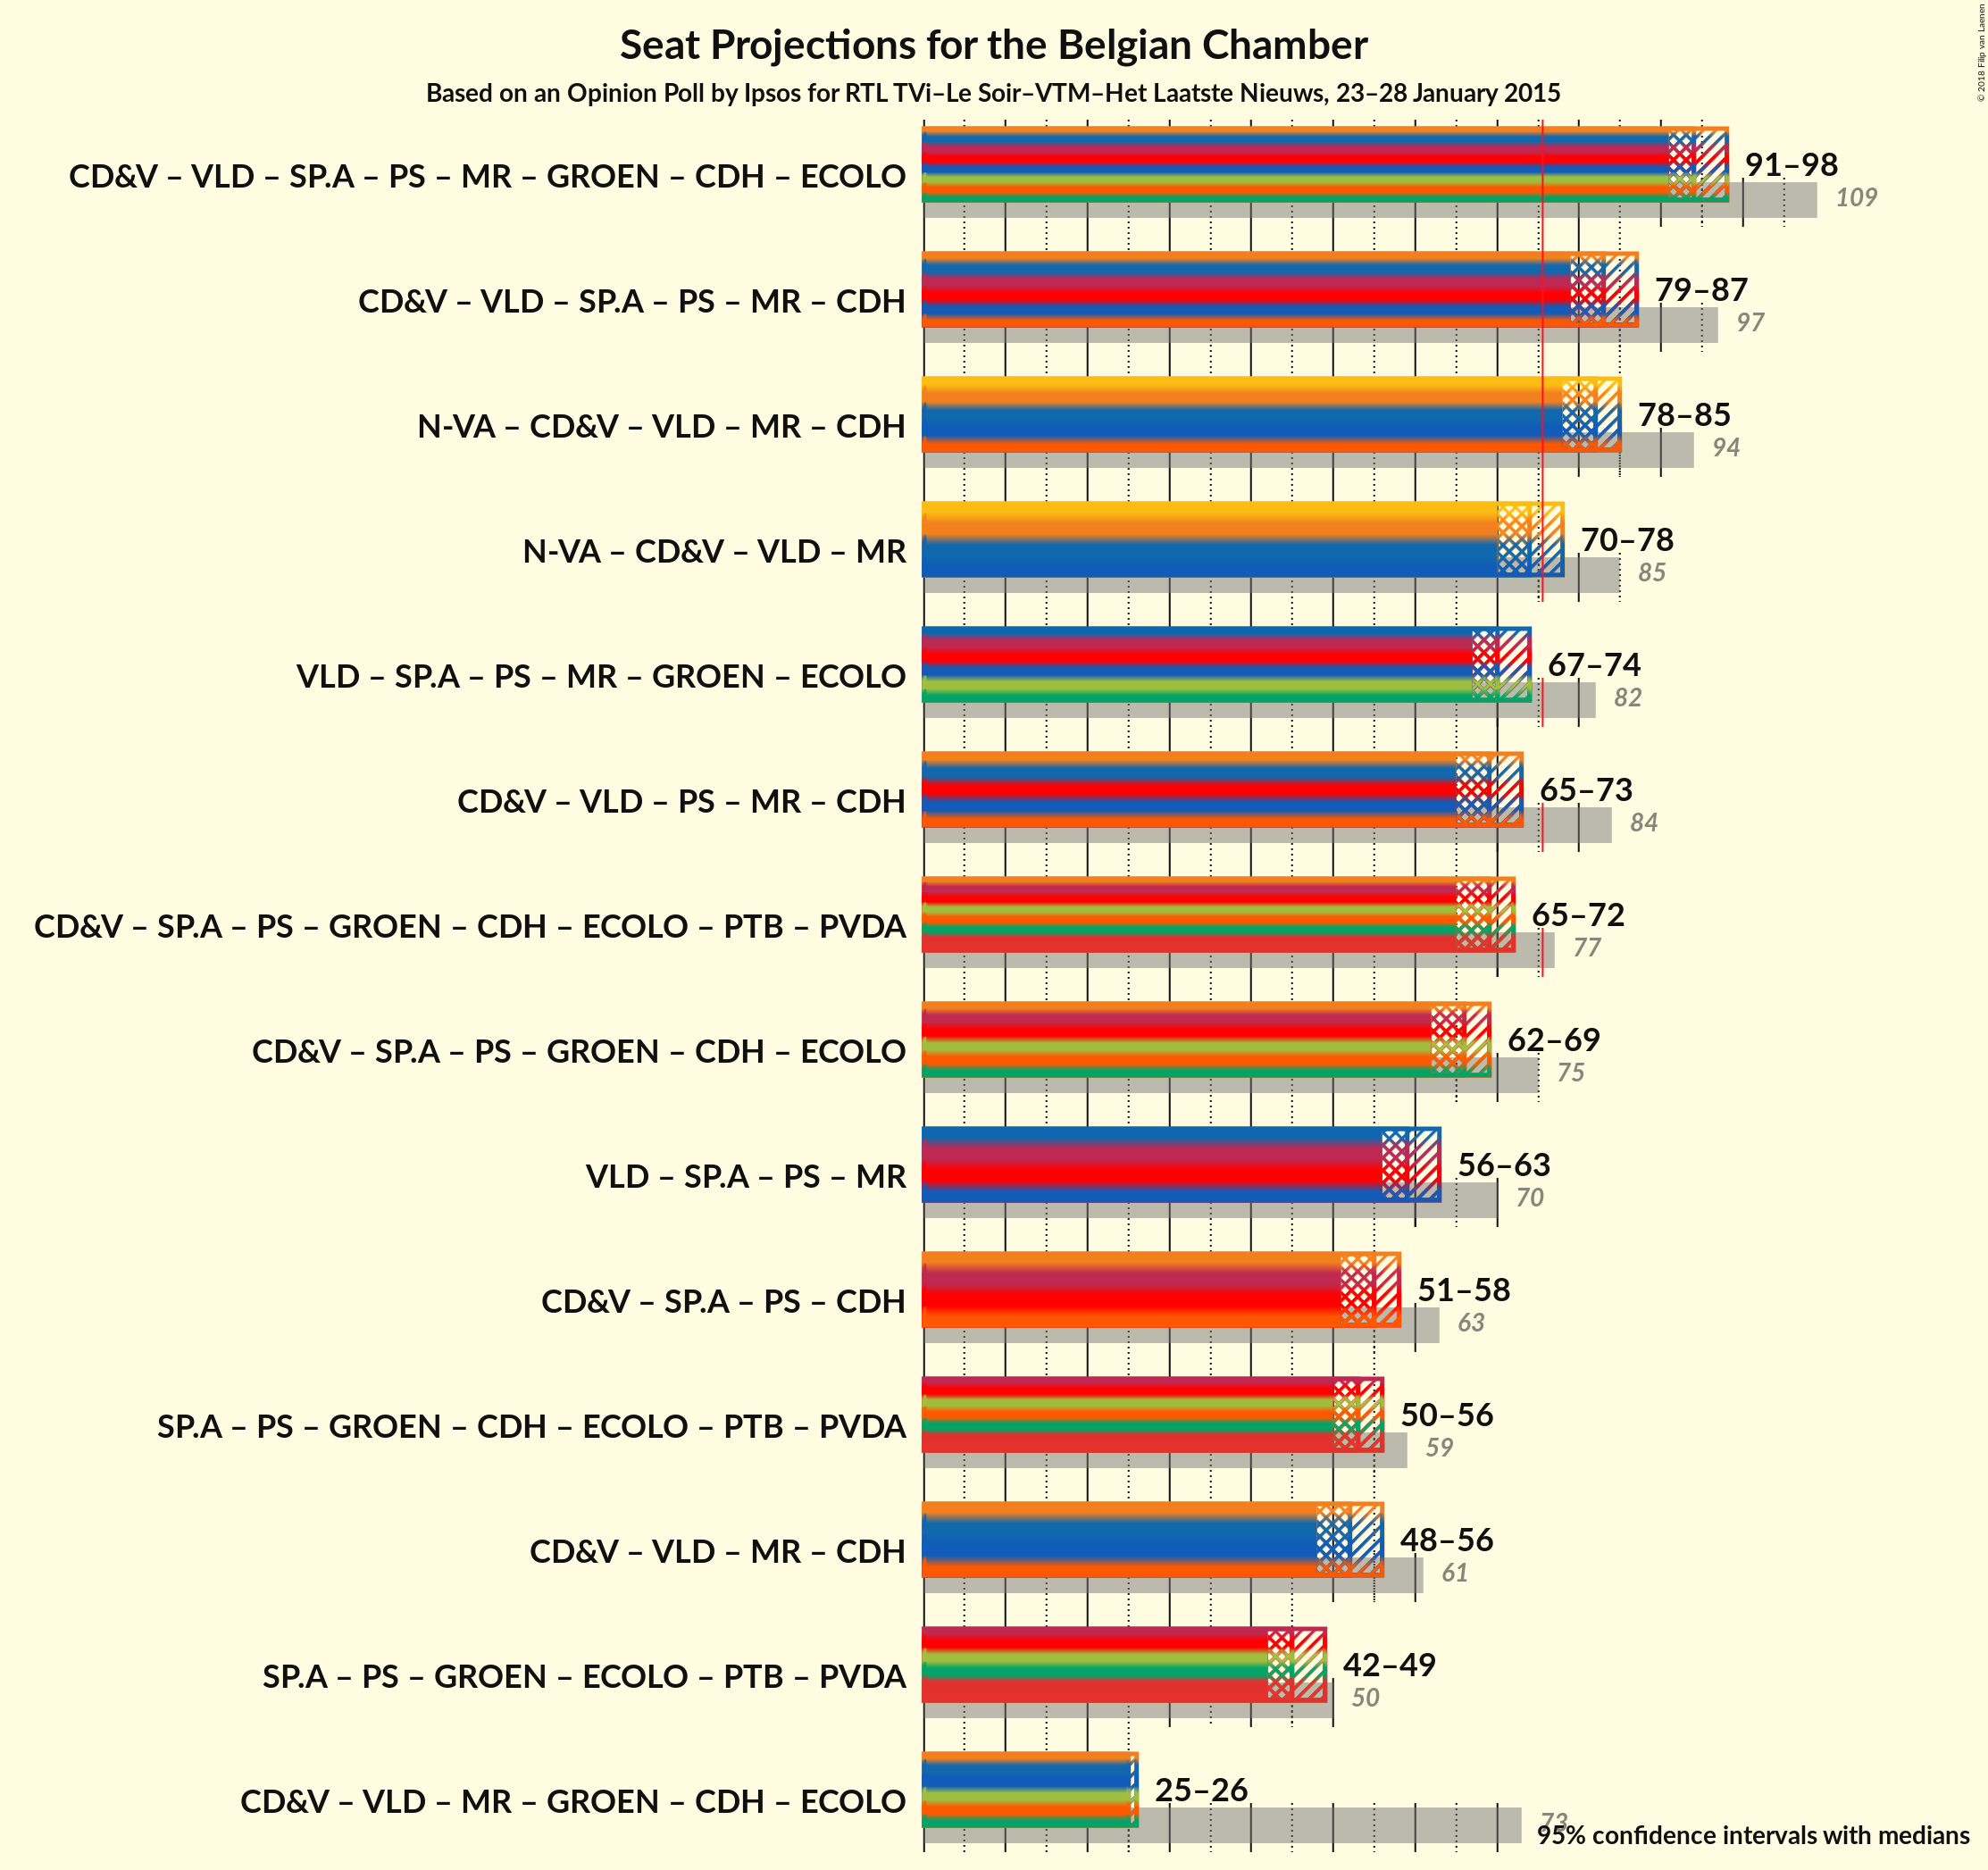 Seat Projections for the Belgian Chamber
Based on an Opinion Poll by Ipsos for RTL TVi–Le Soir–VTM–Het Laatste Nieuws, 23–28 January 2015
© 2018 Filip van Laenen
CD&V – VLD – SP.A – PS – MR – GROEN – CDH – ECOLO
91–98
109
CD&V – VLD – SP.A – PS – MR – CDH
79–87
97
N-VA – CD&V – VLD – MR – CDH
78–85
94
N-VA – CD&V – VLD – MR
70–78
85
VLD – SP.A – PS – MR – GROEN – ECOLO
67–74
82
CD&V – VLD – PS – MR – CDH
65–73
84
CD&V – SP.A – PS – GROEN – CDH – ECOLO – PTB – PVDA
65–72
77
CD&V – SP.A – PS – GROEN – CDH – ECOLO
62–69
75
VLD – SP.A – PS – MR
56–63
70
CD&V – SP.A – PS – CDH
51–58
63
SP.A – PS – GROEN – CDH – ECOLO – PTB – PVDA
50–56
59
CD&V – VLD – MR – CDH
48–56
61
SP.A – PS – GROEN – ECOLO – PTB – PVDA
42–49
50
CD&V – VLD – MR – GROEN – CDH – ECOLO
25–26
73
95% confidence intervals with medians